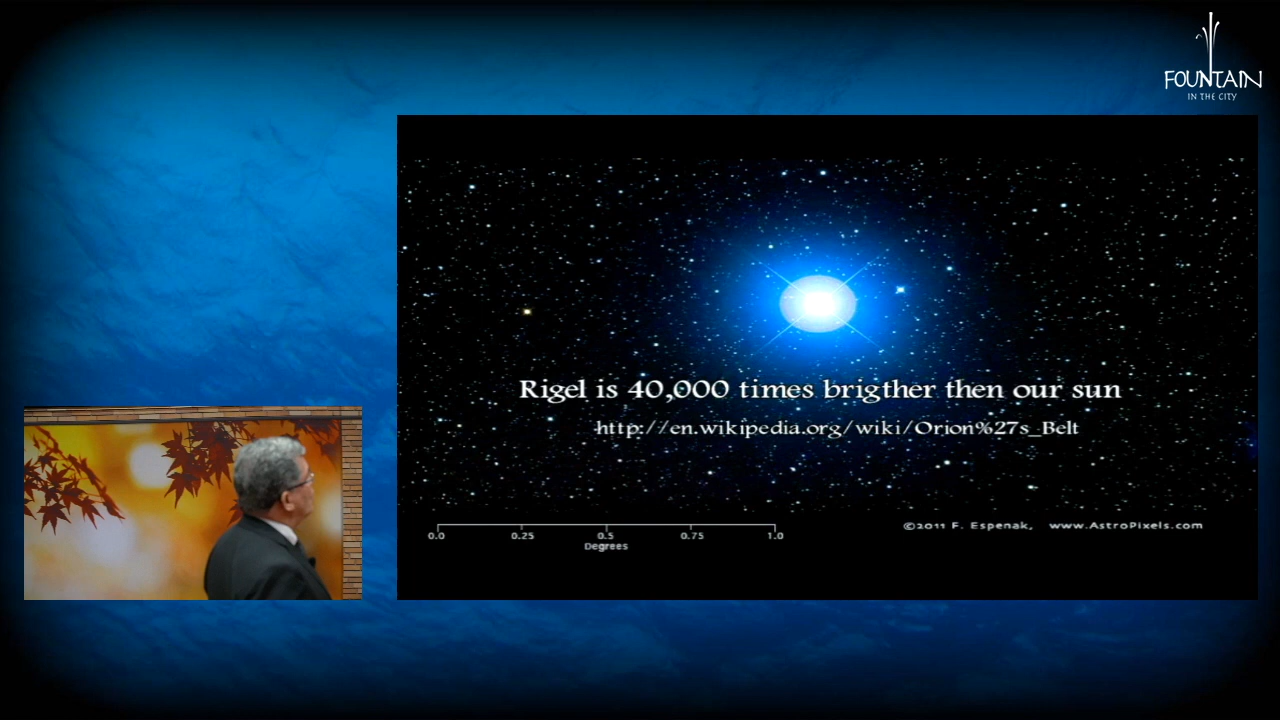 FOUNTAIN
IN THE CITY
Rigel is 40,000 times brigther then our sun
http://en.wikipedia.org/wiki/Orion%27s_Belt
0.0 0.25 0.5 0.75 1.0
Degrees
©2011 F. Espenak, www.AstroPixels.com